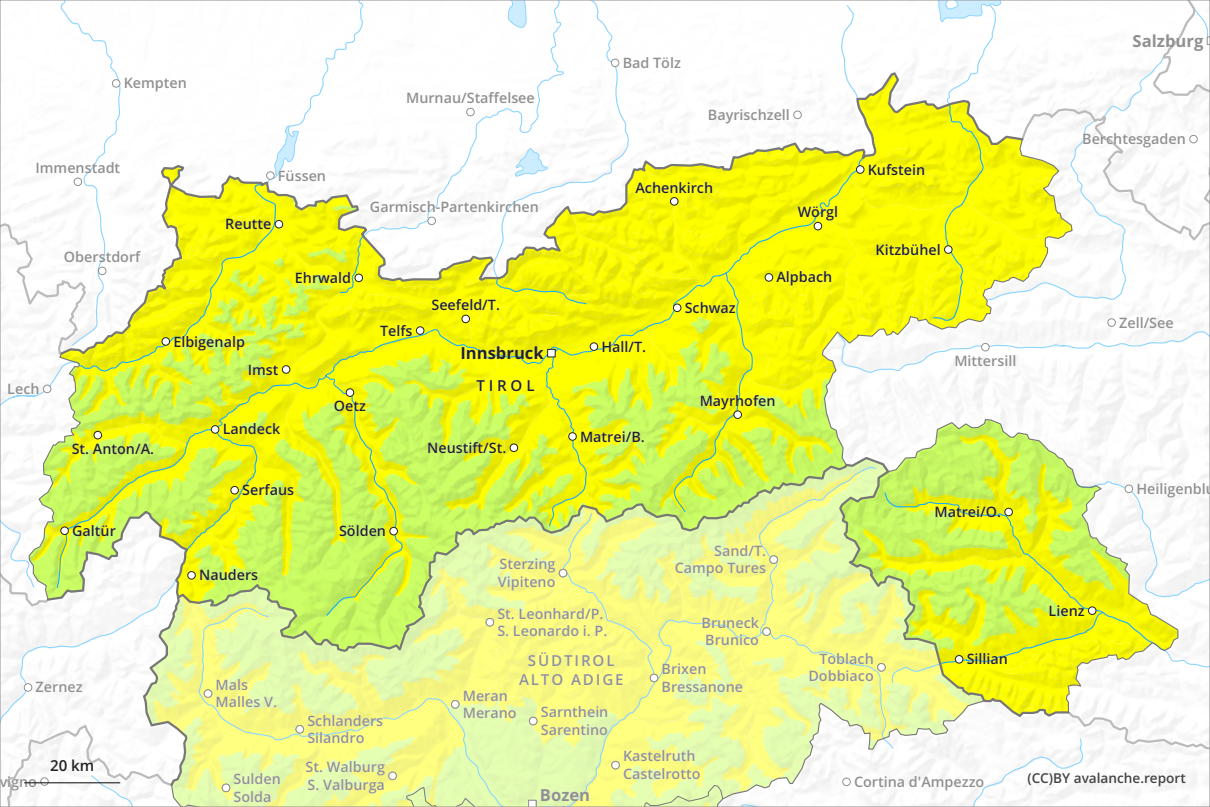 Salzburg
Bad Tölz
Kempten
Murnau/Staffelsee
Bayrischzell
Berchtesgaden
Immenstadt
Füssen
Kufstein
Achenkirch
Garmisch-Partenkirchen
Wörgl
Reutte
Kitzbühel
Oberstdorf
Ehrwald
Alpbach
Seefeld/T.
Schwaz
Telfs
Zell/See
Elbigenalp
Innsbruck
Hall/T.
Mittersill
Imst
TIROL
Lech
Oetz
Mayrhofen
Landeck
Matrei/B.
St. Anton/A.
Neustift/St.
Serfaus
Heiligenblu
Matrei/O.
Galtür
Sölden
Sterzing
Vipiteno
Sand/T.
Campo Tures
Nauders
Lienz
St. Leonhard/P.
S. Leonardo i. P.
Bruneck
Brunico
Sillian
SÜDTIROL
ALTO ADIGE
Toblach
Dobbiaco
Brixen
Bressanone
Zernez
Mals
Malles V.
Meran
Merano
Sarnthein
Sarentino
Schlanders
Silandro
Kastelruth
Castelrotto
20 km
St. Walburg
S. Valburga
vigno
Sulden
Solda
Cortina d'Ampezzo
(CC)BY avalanche.report
Bozen